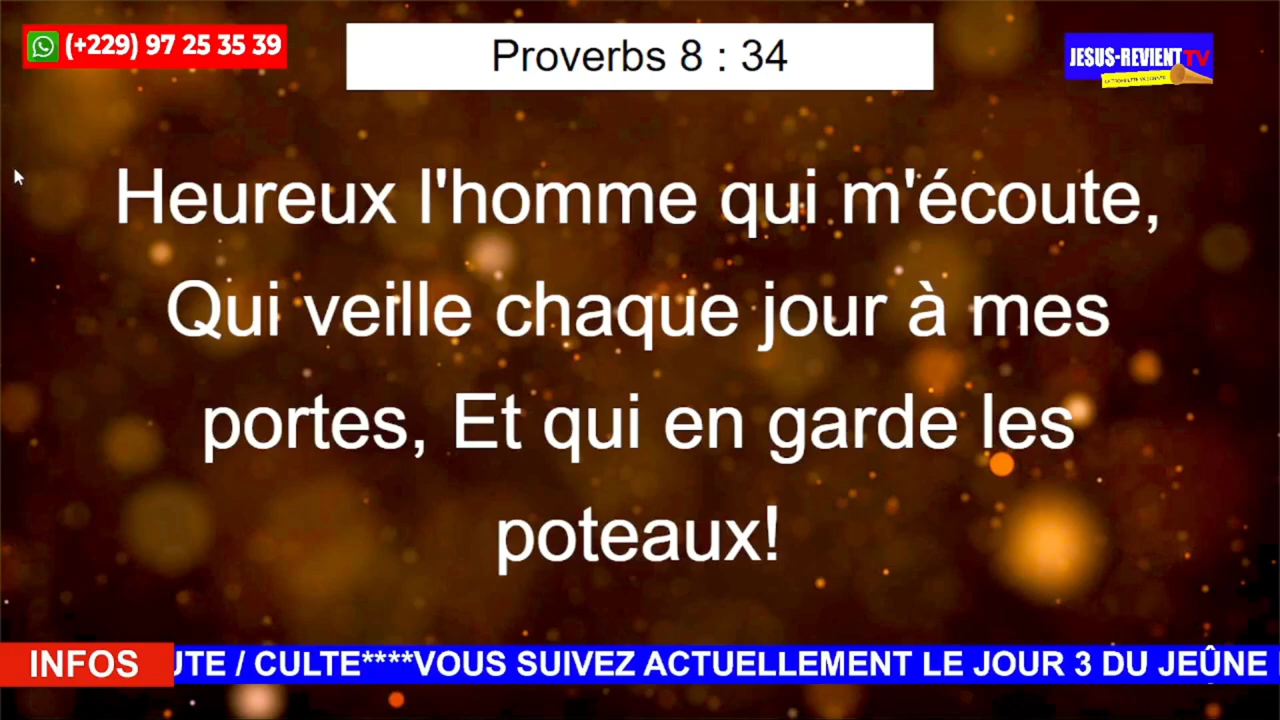 (+229) 97 25 35 39
Proverbs 8 : 34
JESUS-REVIENT TV
Heureux l'homme qui m'écoute,
Qui veille chaque jour à mes
portes, Et qui en garde les
poteaux!
INFOS
UTE / CULTE****VOUS SUIVEZ ACTUELLEMENT LE JOUR 3 DU JEÛNE